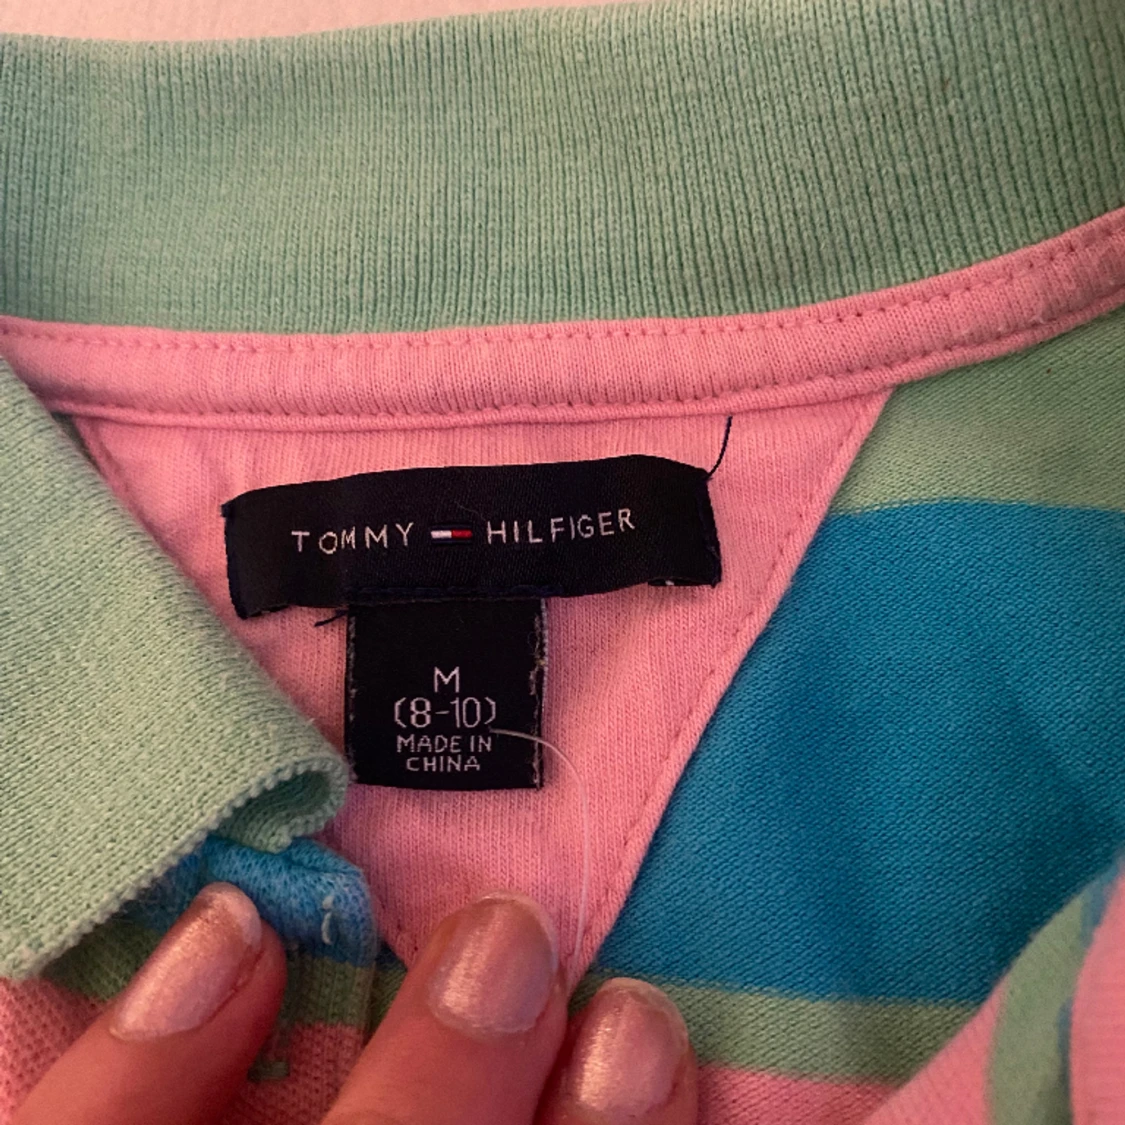 TOMMY HILFIGER
M
(8-10)
MADE IN
CHINA